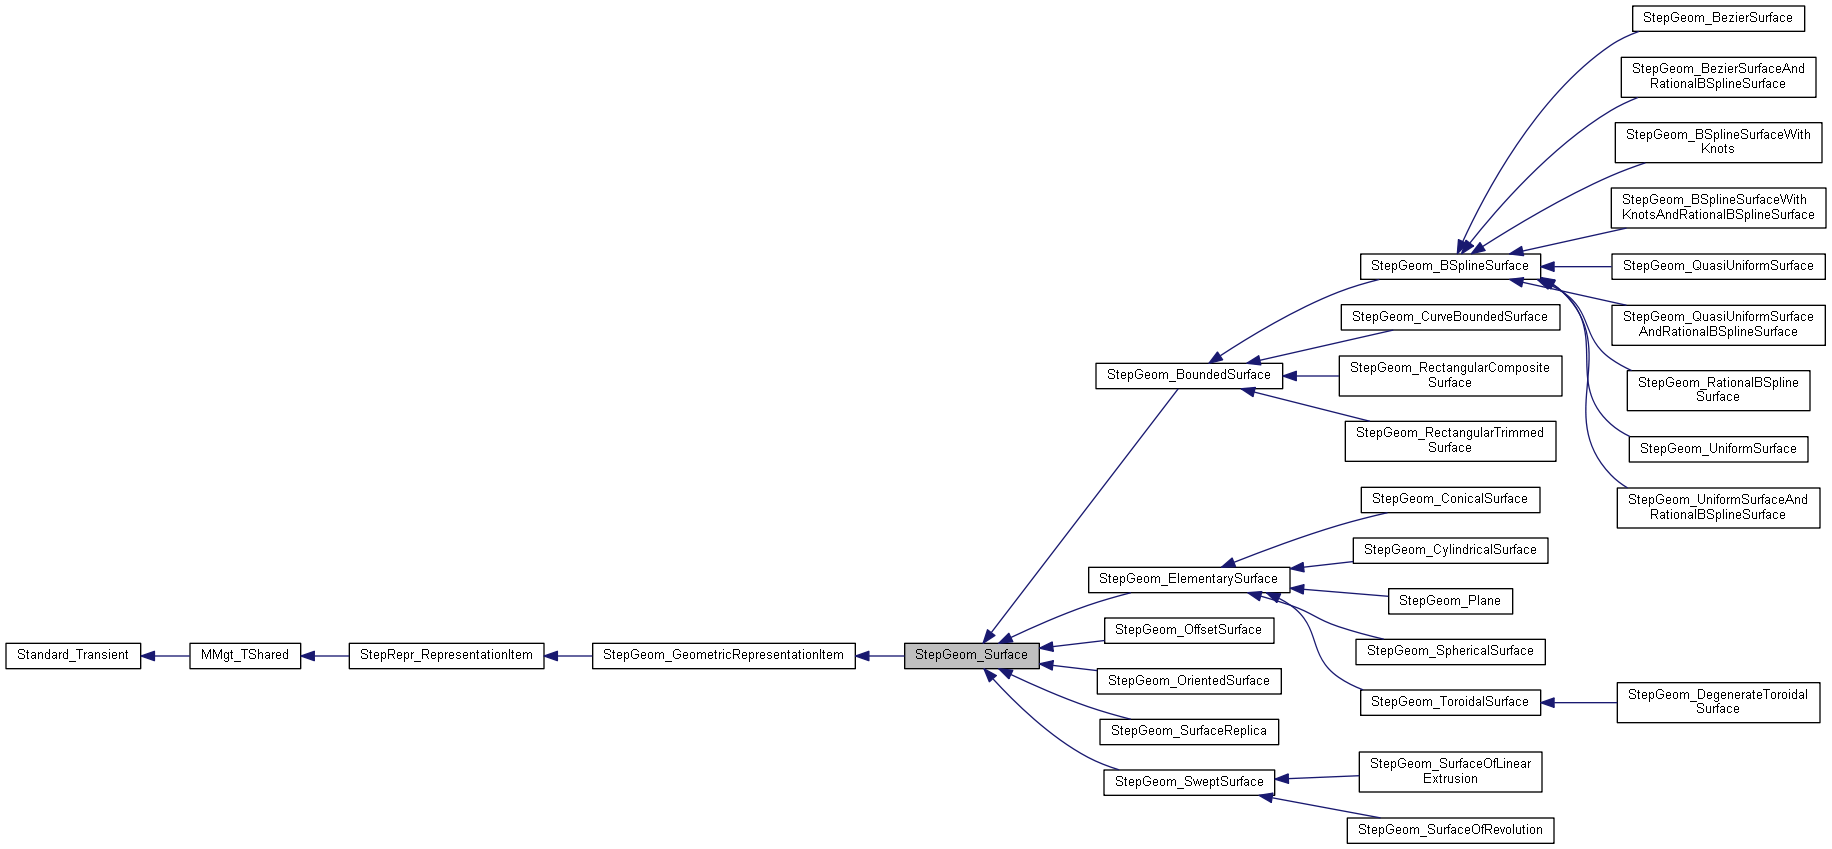 StepGeom_BezierSurface
StepGeom_BezierSurfaceAnd
RationalBSplineSurface
StepGeom_BSplineSurfaceWith
Knots
StepGeom_BSplineSurfaceWith
KnotsAndRationalBSplineSurface
StepGeom_BSplineSurface
StepGeom_QuasiUniformSurface
StepGeom_QuasiUniformSurface
AndRationalBSplineSurface
StepGeom_CurveBoundedSurface
StepGeom_BoundedSurface
StepGeom_RectangularComposite
Surface
StepGeom_RationalBSpline
Surface
StepGeom_RectangularTrimmed
Surface
StepGeom_UniformSurface
StepGeom_ConicalSurface
StepGeom_UniformSurfaceAnd
RationalBSplineSurface
StepGeom_CylindricalSurface
StepGeom_ElementarySurface
StepGeom_Plane
StepGeom_OffsetSurface
StepGeom_SphericalSurface
Standard_Transient
MMgt_TShared
StepRepr_RepresentationItem
StepGeom_GeometricRepresentationItem
StepGeom_Surface
StepGeom_OrientedSurface
StepGeom_ToroidalSurface
StepGeom_DegenerateToroidal
Surface
StepGeom_SurfaceReplica
StepGeom_SweptSurface
StepGeom_SurfaceOfLinear
Extrusion
StepGeom_SurfaceOfRevolution